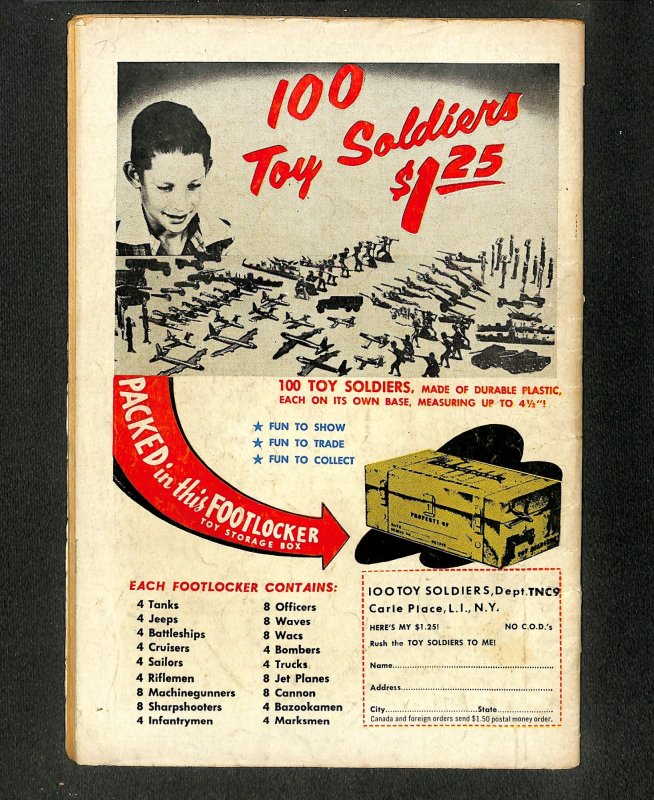 75
100
Toy Soldiers
$1.25
100 TOY SOLDIERS, MADE OF DURABLE PLASTIC,
EACH ON ITS OWN BASE, MEASURING UP TO 4½"!
★ FUN TO SHOW
★ FUN TO TRADE
★ FUN TO COLLECT
PACKED in this FOOTLOCKER
TOY STORAGE BOX
PROPERTY OF
EACH FOOTLOCKER CONTAINS:
4 Tanks
4 Jeeps
4 Battleships
4 Cruisers
4 Sailors
4 Riflemen
8 Machinegunners
8 Sharpshooters
4 Infantrymen
8 Officers
8 Waves
8 Wacs
4 Bombers
4 Trucks
8 Jet Planes
8 Cannon
4 Bazookamen
4 Marksmen
100 TOY SOLDIERS, Dept. TNC9
Carle Place, L.I., N.Y.
HERE'S MY $1.25! NO C.O.D.'s
Rush the TOY SOLDIERS TO ME!
Name
Address
City State
Canada and foreign orders send $1.50 postal money order.